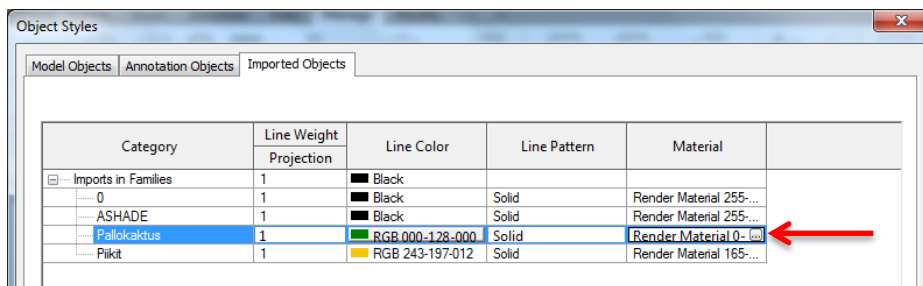 Object Styles
Model Objects Annotation Objects Imported Objects
Category Line Weight Line Color Line Pattern Material
Projection
Imports in Families 1 Black
0 1 Black Solid Render Material 255-...
ASHADE 1 Black Solid Render Material 255-...
Pallokaktus 1 RGB 000-128-000 Solid Render Material 0- ...
Piikit 1 RGB 243-197-012 Solid Render Material 165-...